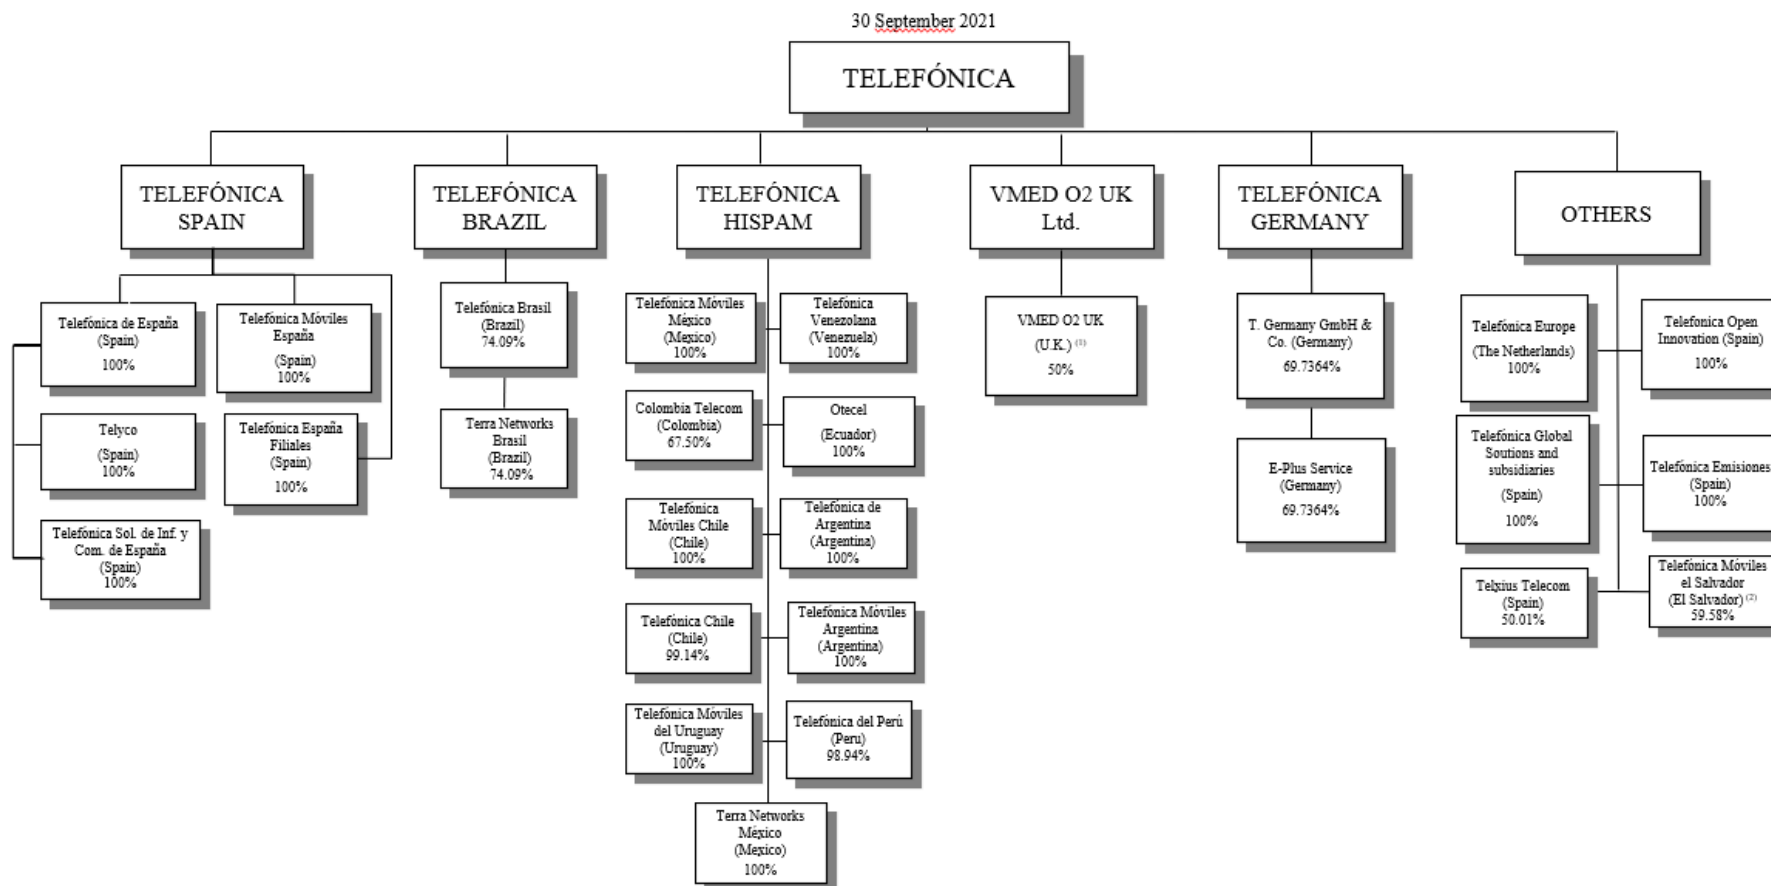 30 September 2021
TELEFÓNICA
TELEFÓNICA
SPAIN
TELEFÓNICA
BRAZIL
TELEFÓNICA
HISPAM
VMED O2 UK
Ltd.
TELEFÓNICA
GERMANY
OTHERS
Telefónica de España
(Spain)
100%
Telefónica Móviles
España
(Spain)
100%
Telyco
(Spain)
100%
Telefónica España
Filiales
(Spain)
100%
Telefónica Sol. de Inf. y
Com. de España
(Spain)
100%
Telefónica Brasil
(Brazil)
74.09%
Terra Networks
Brasil
(Brazil)
74.09%
Telefónica Móviles
México
(Mexico)
100%
Telefónica
Venezolana
(Venezuela)
100%
Colombia Telecom
(Colombia)
67.50%
Otecel
(Ecuador)
100%
Telefónica
Móviles Chile
(Chile)
100%
Telefónica de
Argentina
(Argentina)
100%
Telefónica Chile
(Chile)
99.14%
Telefónica Móviles
Argentina
(Argentina)
100%
Telefónica Móviles
del Uruguay
(Uruguay)
100%
Telefónica del Perú
(Peru)
98.94%
Terra Networks
México
(Mexico)
100%
VMED O2 UK
(U.K.) (1)
50%
T. Germany GmbH &
Co. (Germany)
69.7364%
E-Plus Service
(Germany)
69.7364%
Telefónica Europe
(The Netherlands)
100%
Telefonica Open
Innovation (Spain)
100%
Telefónica Global
Soutions and
subsidiaries
(Spain)
100%
Telefónica Emisiones
(Spain)
100%
Telxius Telecom
(Spain)
50.01%
Telefónica Móviles
el Salvador
(El Salvador) (2)
59.58%